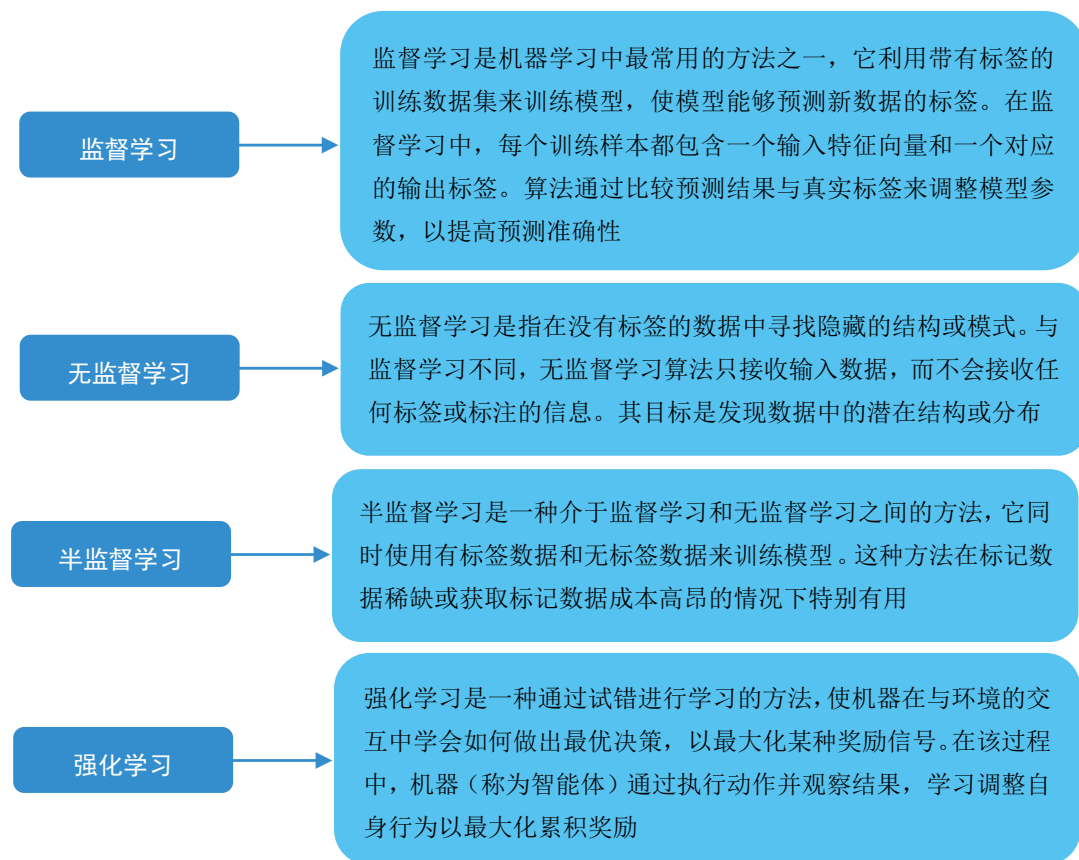 监督学习
监督学习是机器学习中最常用的方法之一，它利用带有标签的
训练数据集来训练模型，使模型能够预测新数据的标签。在监
督学习中，每个训练样本都包含一个输入特征向量和一个对应
的输出标签。算法通过比较预测结果与真实标签来调整模型参
数，以提高预测准确性
无监督学习
无监督学习是指在没有标签的数据中寻找隐藏的结构或模式。与
监督学习不同，无监督学习算法只接收输入数据，而不会接收任
何标签或标注的信息。其目标是发现数据中的潜在结构或分布
半监督学习
半监督学习是一种介于监督学习和无监督学习之间的方法，它同
时使用有标签数据和无标签数据来训练模型。这种方法在标记数
据稀缺或获取标记数据成本高昂的情况下特别有用
强化学习
强化学习是一种通过试错进行学习的方法，使机器在与环境的交
互中学会如何做出最优决策，以最大化某种奖励信号。在该过程
中，机器（称为智能体）通过执行动作并观察结果，学习调整自
身行为以最大化累积奖励